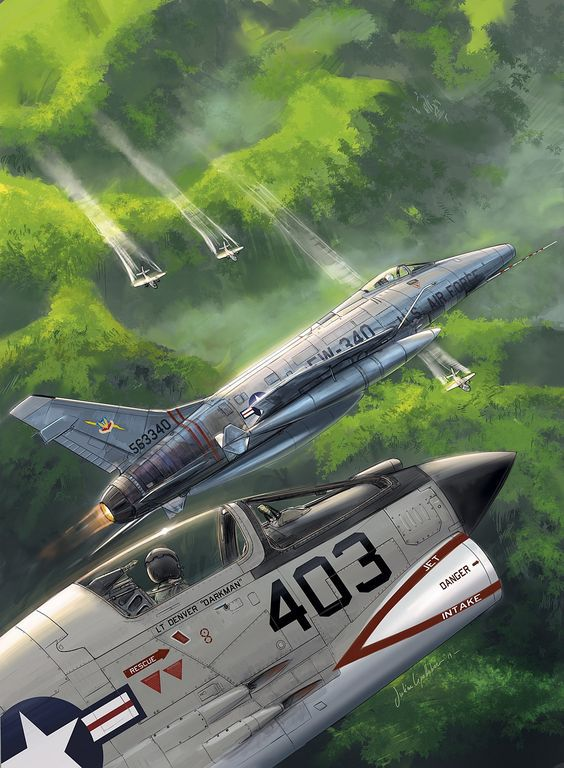 U.S. AIR FORCE
FW-340
563340
403
LT DENVER "DARKMAN"
RESCUE
JET
DANGER
INTAKE